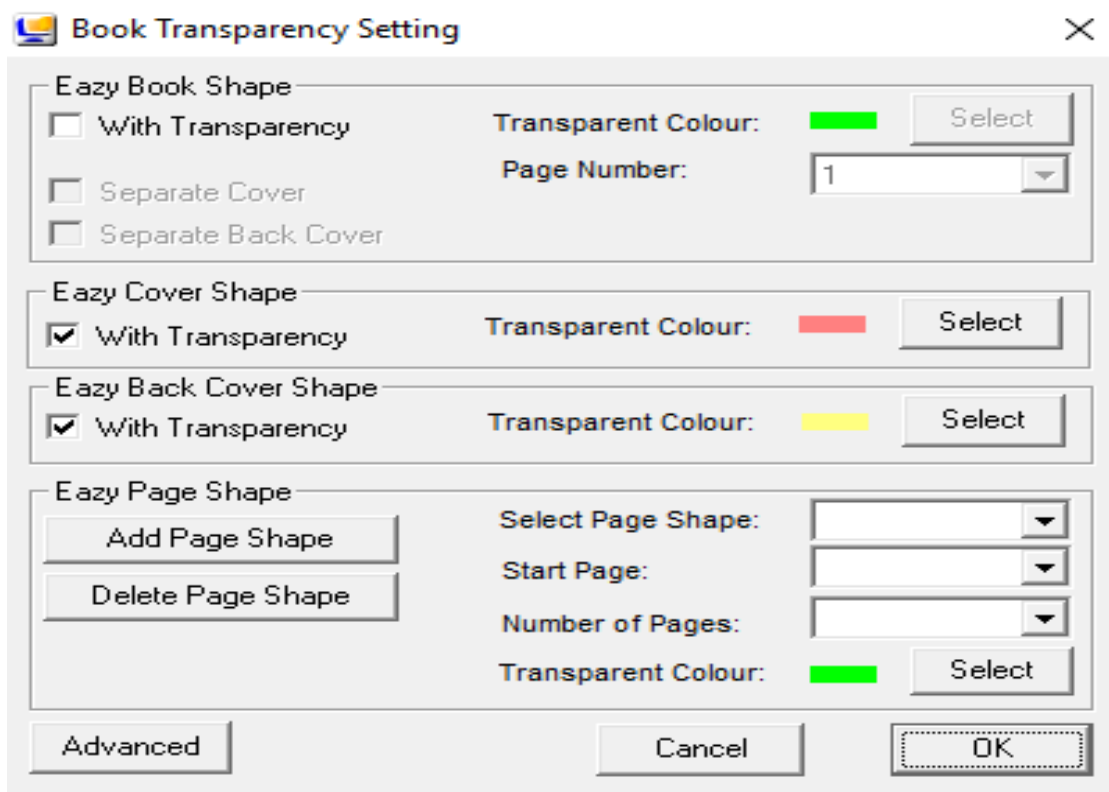 Book Transparency Setting
Eazy Book Shape
With Transparency
Transparent Colour:
Select
Page Number:
1
Separate Cover
Separate Back Cover
Eazy Cover Shape
With Transparency
Transparent Colour:
Select
Eazy Back Cover Shape
With Transparency
Transparent Colour:
Select
Eazy Page Shape
Add Page Shape
Select Page Shape:
Start Page:
Delete Page Shape
Number of Pages:
Transparent Colour:
Select
Advanced
Cancel
OK